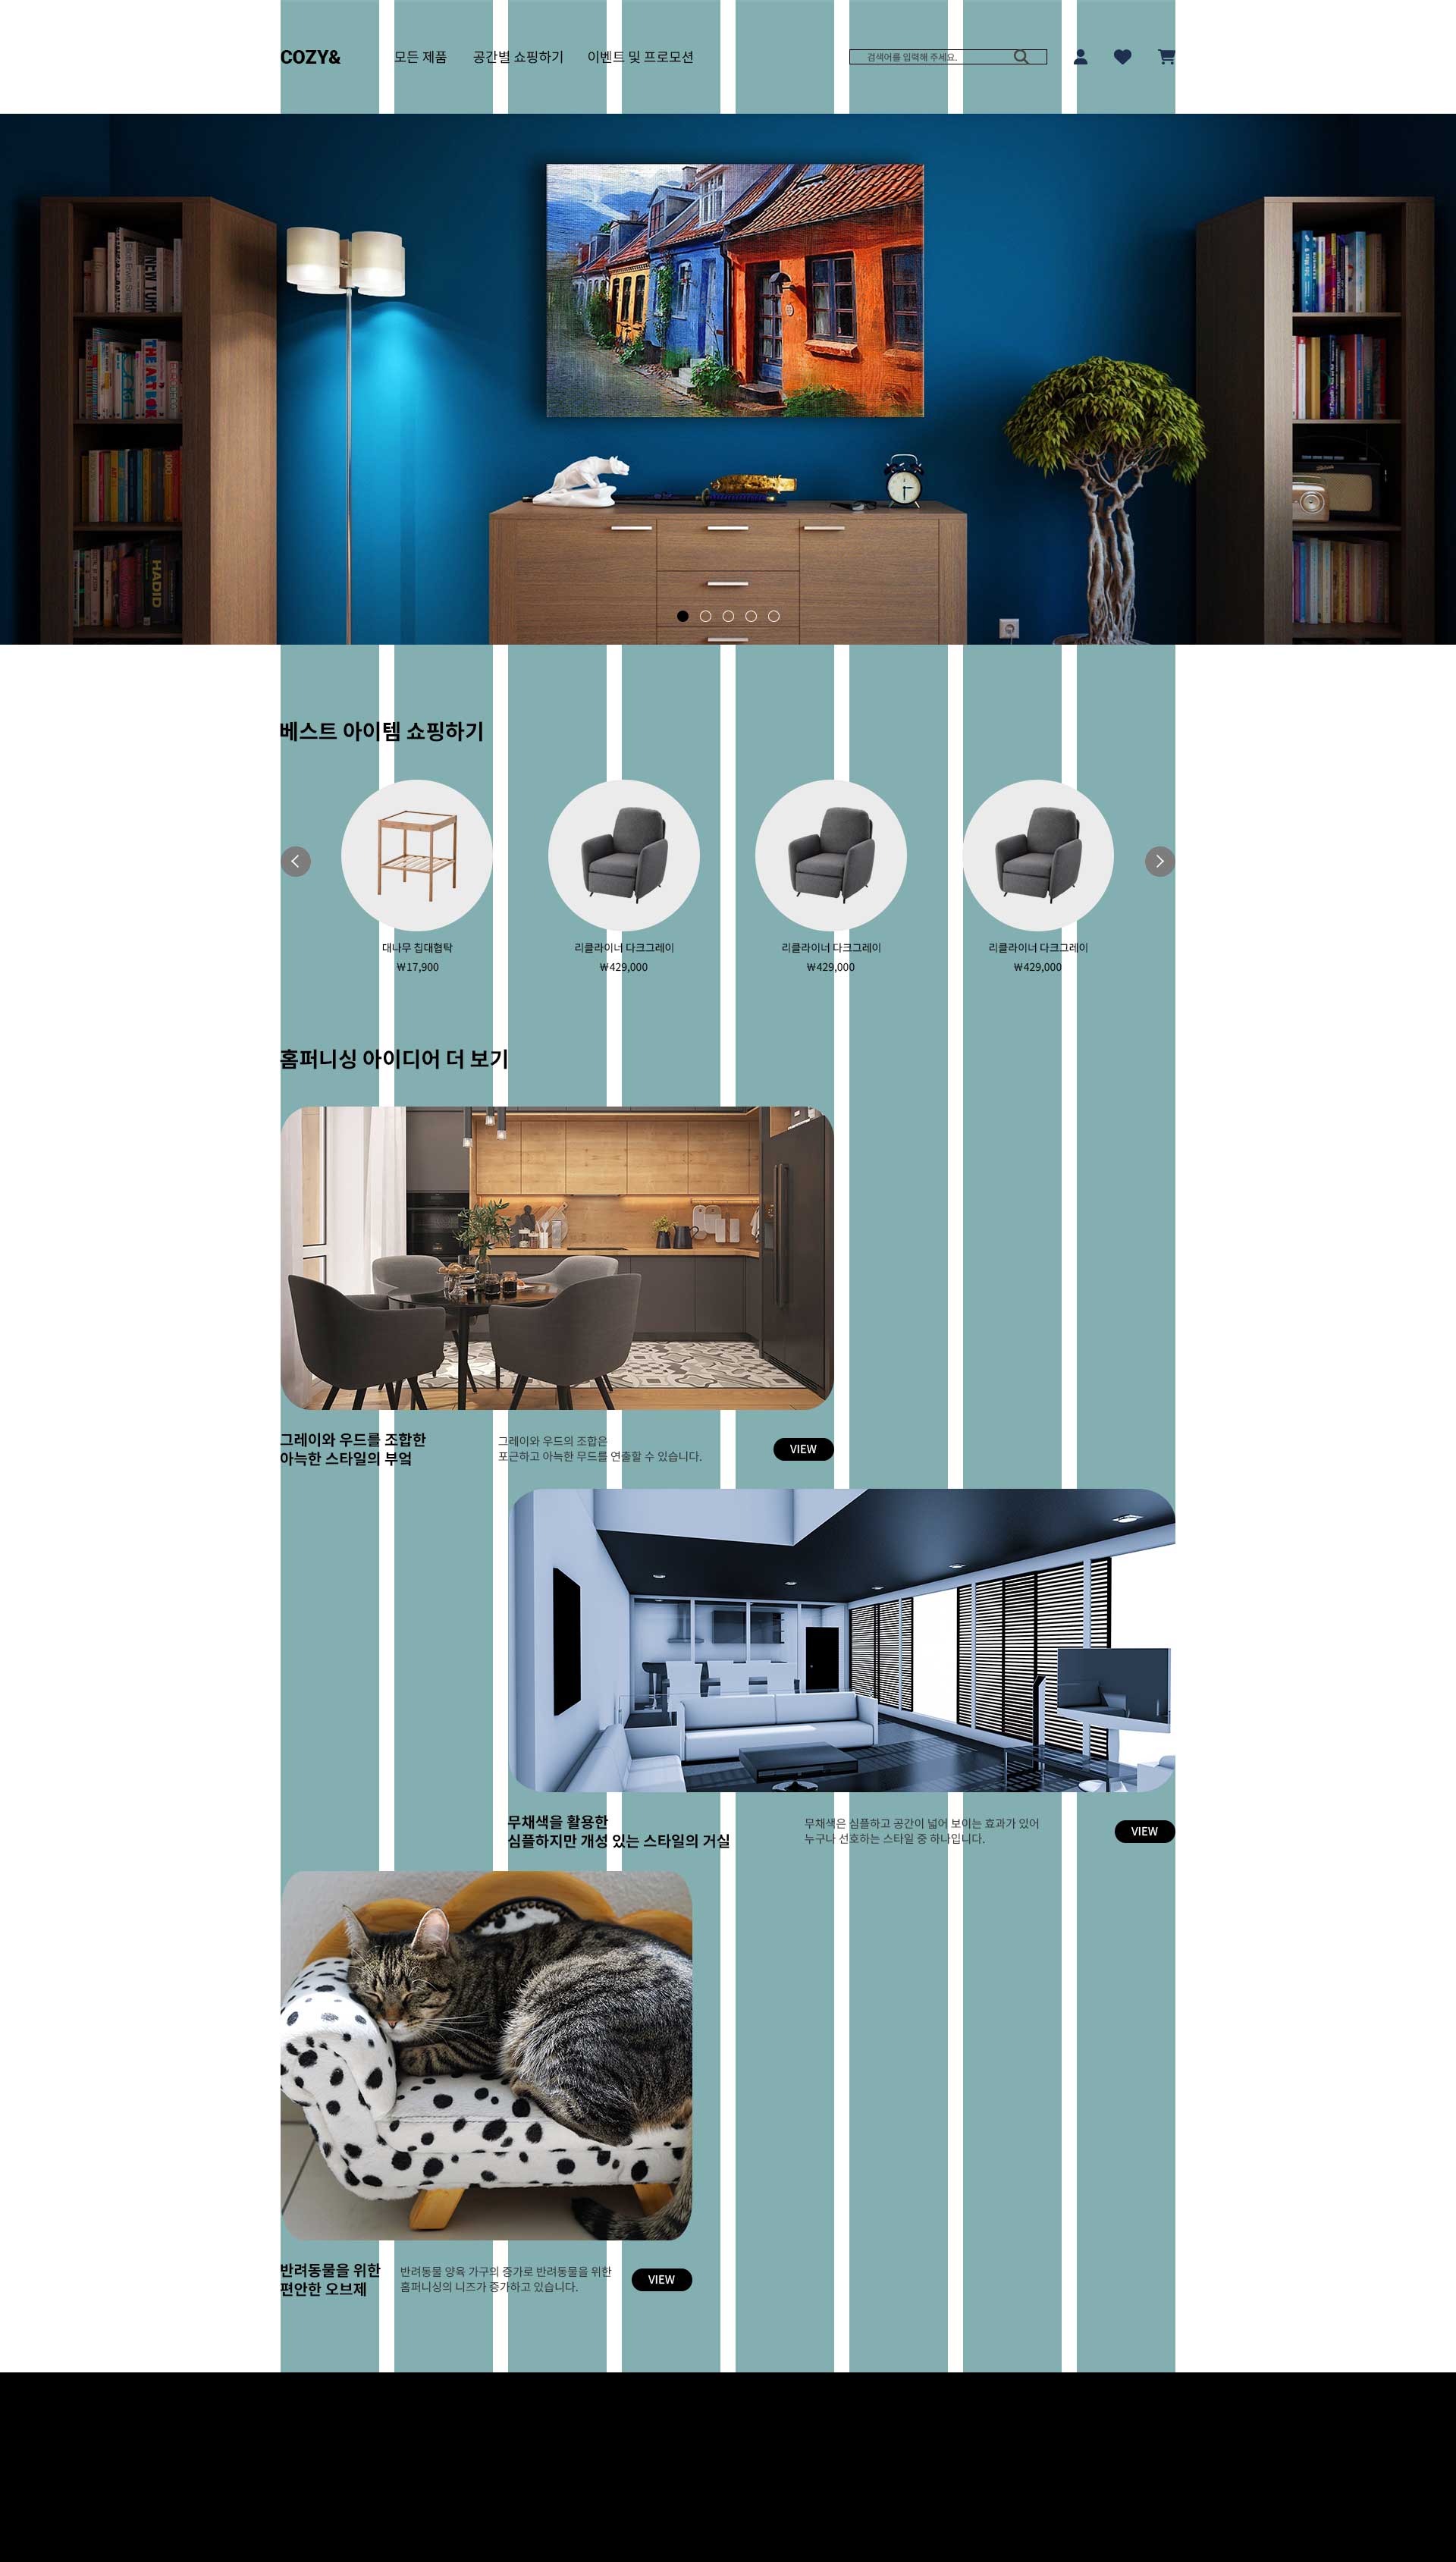 COZY&
모든 제품
공간별 쇼핑하기
이벤트 및 프로모션
검색어를 입력해 주세요.
NEW YORK
HADID
베스트 아이템 쇼핑하기
대나무 침대협탁
₩17,900
리클라이너 다크그레이
₩429,000
리클라이너 다크그레이
₩429,000
리클라이너 다크그레이
₩429,000
홈퍼니싱 아이디어 더 보기
그레이와 우드를 조합한
아늑한 스타일의 부엌
그레이와 우드의 조합은
포근하고 아늑한 무드를 연출할 수 있습니다.
VIEW
무채색을 활용한
심플하지만 개성 있는 스타일의 거실
무채색은 심플하고 공간이 넓어 보이는 효과가 있어
누구나 선호하는 스타일 중 하나입니다.
VIEW
반려동물을 위한
편안한 오브제
반려동물 양육 가구의 증가로 반려동물을 위한
홈퍼니싱의 니즈가 증가하고 있습니다.
VIEW